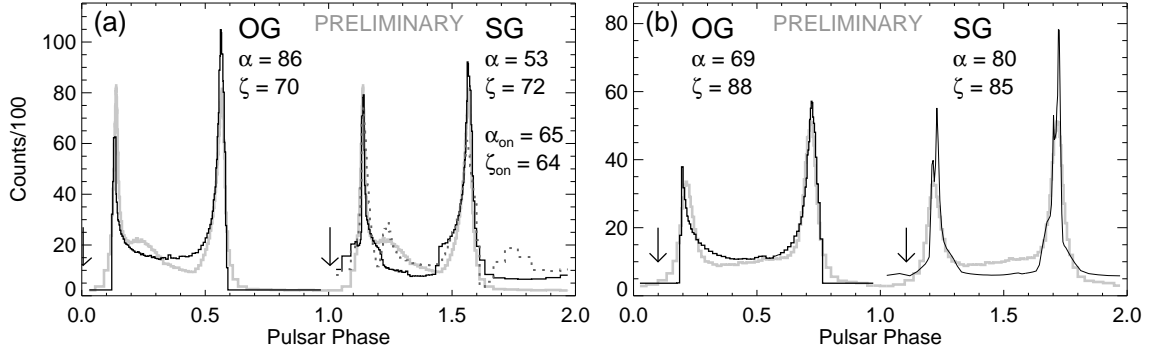 (a)
OG
PRELIMINARY
SG
α = 86
ζ = 70
α = 53
ζ = 72
αon = 65
ζon = 64
Counts/100
100
80
60
40
20
0
0.0 0.5 1.0 1.5 2.0
Pulsar Phase
(b)
OG
PRELIMINARY
SG
α = 69
ζ = 88
α = 80
ζ = 85
80
60
40
20
0
0.0 0.5 1.0 1.5 2.0
Pulsar Phase